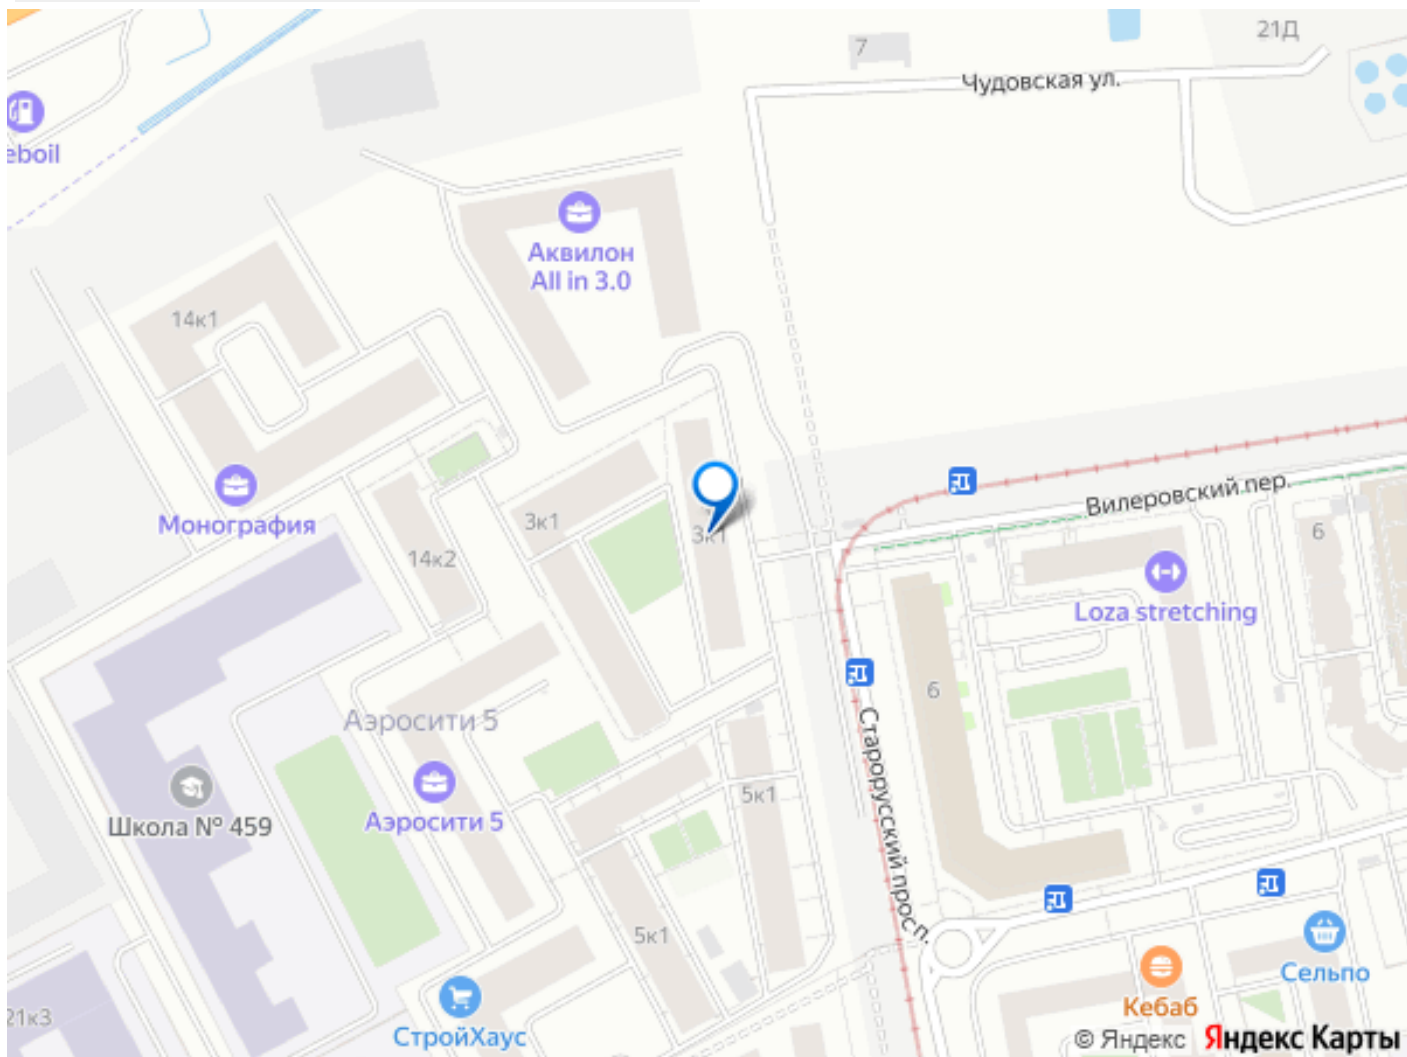 21Д
7
Чудовская ул.
eboil
Аквилон
All in 3.0
14к1
Вилеровский пер.
Монография
3к1
3к1
6
14к2
Loza stretching
6
Аэросити 5
Старорусский просп.
5к1
Школа № 459
Аэросити 5
5к1
Сельпо
Кебаб
21к3
СтройХаус
© Яндекс Яндекс Карты